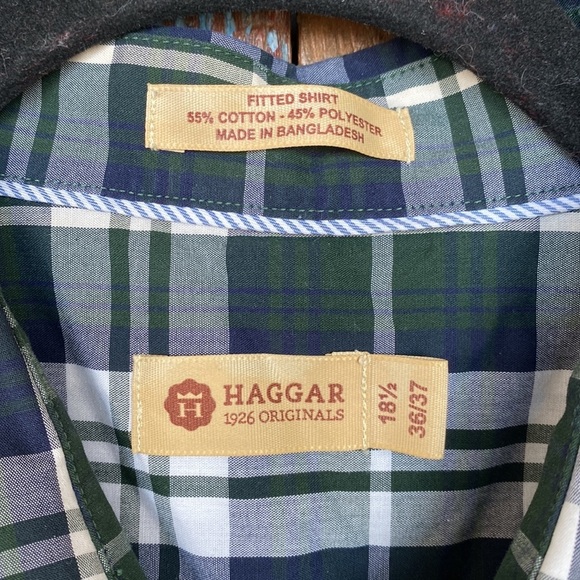 FITTED SHIRT
55% COTTON - 45% POLYESTER
MADE IN BANGLADESH
H
HAGGAR
1926 ORIGINALS
18½
36/37